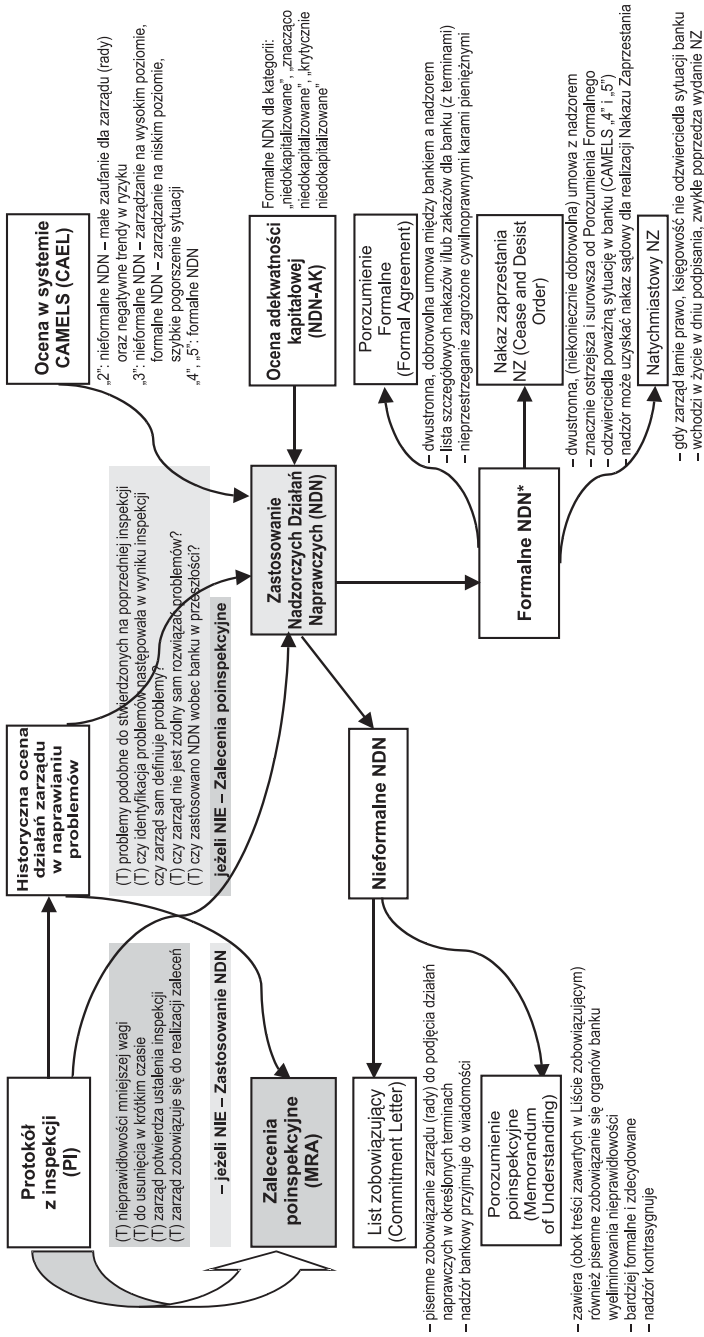 Protokół
z inspekcji
(PI)
(T) nieprawidłowości mniejszej wagi
(T) do usunięcia w krótkim czasie
(T) zarząd potwierdza ustalenia inspekcji
(T) zarząd zobowiązuje się do realizacji zaleceń
– jeżeli NIE – Zastosowanie NDN
Zalecenia
poinspekcyjne
(MRA)
List zobowiązujący
(Commitment Letter)
– pisemne zobowiązanie zarządu (rady) do podjęcia działań
naprawczych w określonych terminach
– nadzór bankowy przyjmuje do wiadomości
Porozumienie
poinspekcyjne
(Memorandum
of Understanding)
– zawiera (obok treści zawartych w Liście zobowiązującym)
również pisemne zobowiązanie się organów banku
wyeliminowania nieprawidłowości
– bardziej formalne i zdecydowane
– nadzór kontrasygnuje
Historyczna ocena
działań zarządu
w naprawianiu
problemów
(T) problemy podobne do stwierdzonych na poprzedniej inspekcji
(T) czy identyfikacja problemów następowała w wyniku inspekcji
czy zarząd sam definiuje problemy?
(T) czy zarząd nie jest zdolny sam rozwiązać problemów?
(T) czy zastosowano NDN wobec banku w przeszłości?
jeżeli NIE – Zalecenia poinspekcyjne
Zastosowanie
Nadzorczych Działań
Naprawczych (NDN)
Nieformalne NDN
Formalne NDN*
Ocena w systemie
CAMELS (CAEL)
„2”: nieformalne NDN – małe zaufanie dla zarządu (rady)
oraz negatywne trendy w ryzyku
„3”: nieformalne NDN – zarządzanie na wysokim poziomie,
formalne NDN – zarządzanie na niskim poziomie,
szybkie pogorszenie sytuacji
„4”, „5”: formalne NDN
Ocena adekwatności
kapitałowej
(NDN-AK)
Formalne NDN dla kategorii:
„niedokapitalizowane”, „znacząco
niedokapitalizowane”, „krytycznie
niedokapitalizowane”
Porozumienie
Formalne
(Formal Agreement)
– dwustronna, dobrowolna umowa między bankiem a nadzorem
– lista szczegółowych nakazów i/lub zakazów dla banku (z terminami)
– nieprzestrzeganie zagrożone cywilnoprawnymi karami pieniężnymi
Nakaz zaprzestania
NZ (Cease and Desist
Order)
– dwustronna, (niekoniecznie dobrowolna) umowa z nadzorem
– znacznie ostrzejsza i surowsza od Porozumienia Formalnego
– odzwierciedla poważną sytuację w banku (CAMELS „4” i „5”)
– nadzór może uzyskać nakaz sądowy dla realizacji Nakazu Zaprzestania
Natychmiastowy NZ
– gdy zarząd łamie prawo, księgowość nie odzwierciedla sytuacji banku
– wchodzi w życie w dniu podpisania, zwykle poprzedza wydanie NZ